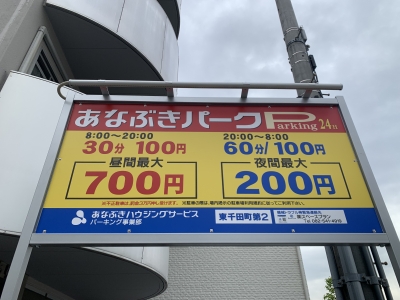 あなぶきパーク Parking 24H
8:00〜20:00
30分 100円
昼間最大
700円
20:00〜8:00
60分/100円
夜間最大
200円
あなぶきハウジングサービス
パーキング事業部
東千田町第2